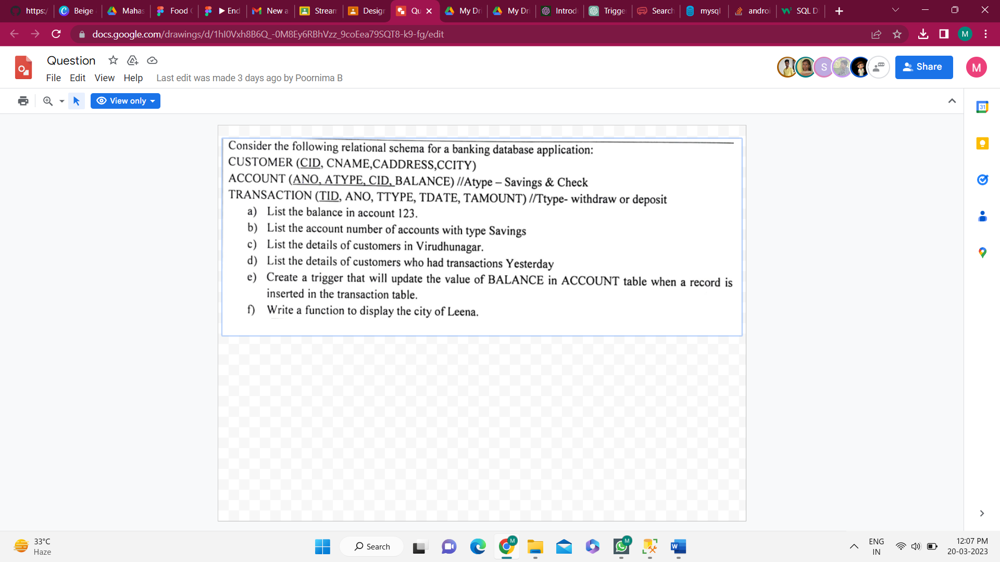 https:/
Beige
Mahas
Food
End
New a
Stream
Design
Qu
My Dri
My Dri
Introd
Trigge
Search
mysql
androi
SQL D
docs.google.com/drawings/d/1hI0Vxh8B6Q_-0M8Ey6RBhVzz_9coEea79SQT8-k9-fg/edit
M
Question
S
Share
M
File Edit View Help Last edit was made 3 days ago by Poornima B
View only
31
Consider the following relational schema for a banking database application:
CUSTOMER (CID, CNAME,CADDRESS,CCITY)
ACCOUNT (ANO, ATYPE, CID, BALANCE) //Atype – Savings & Check
TRANSACTION (TID, ANO, TTYPE, TDATE, TAMOUNT) //Ttype- withdraw or deposit
a) List the balance in account 123.
b) List the account number of accounts with type Savings
c) List the details of customers in Virudhunagar.
d) List the details of customers who had transactions Yesterday
e) Create a trigger that will update the value of BALANCE in ACCOUNT table when a record is
inserted in the transaction table.
f) Write a function to display the city of Leena.
33°C
Haze
Search
M
M
W
ENG
IN
12:07 PM
20-03-2023